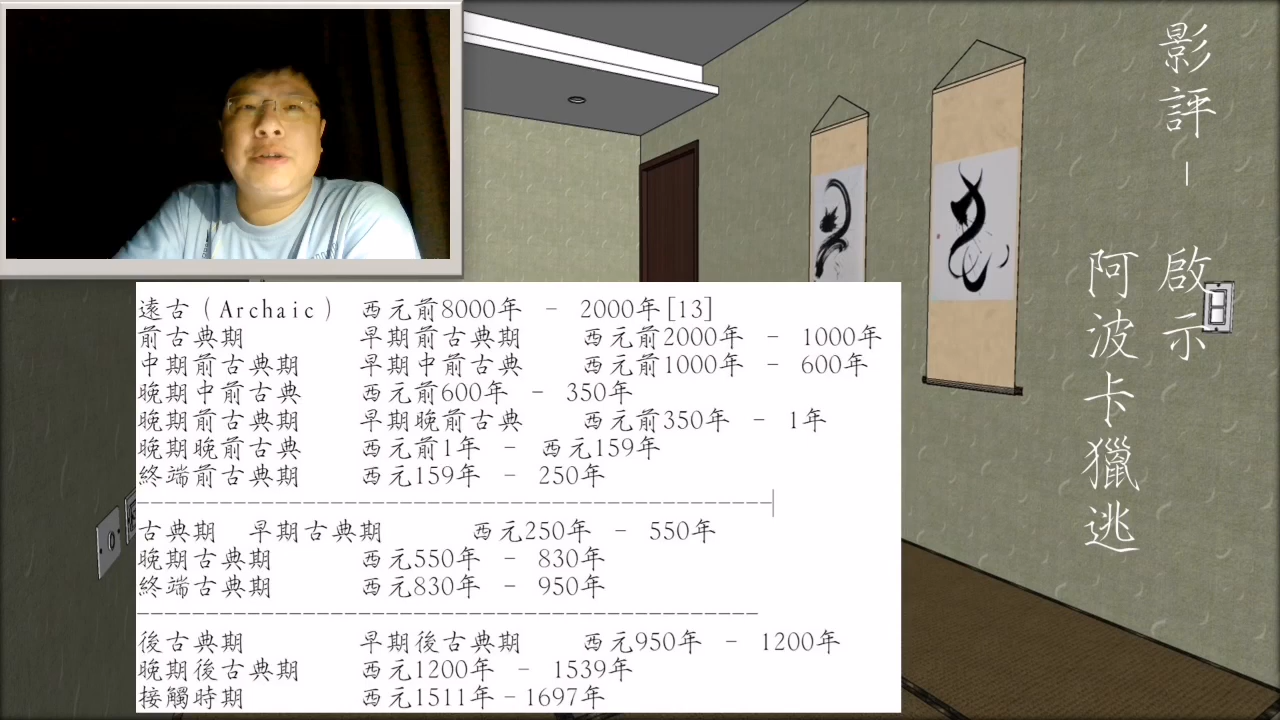 影評－ 啟示
阿波卡獵逃
遠古（Archaic） 西元前8000年 － 2000年[13]
前古典期 早期前古典期 西元前2000年 － 1000年
中期前古典期 早期中前古典 西元前1000年 － 600年
晚期中前古典 西元前600年 － 350年
晚期前古典期 早期晚前古典 西元前350年 － 1年
晚期晚前古典 西元前1年 － 西元159年
終端前古典期 西元159年 － 250年
古典期 早期古典期 西元250年 － 550年
晚期古典期 西元550年 － 830年
終端古典期 西元830年 － 950年
後古典期 早期後古典期 西元950年 － 1200年
晚期後古典期 西元1200年 － 1539年
接觸時期 西元1511年－1697年